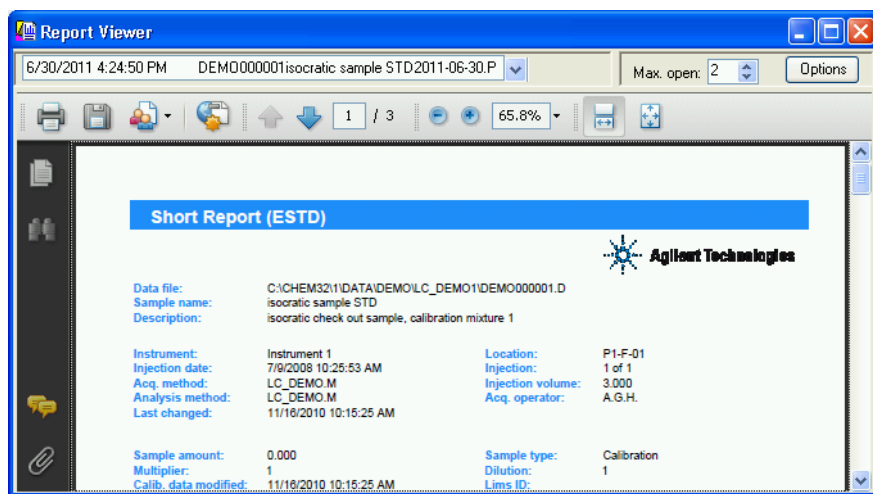 Report Viewer
6/30/2011 4:24:50 PM DEMO000001isocratic sample STD2011-06-30.P
Max. open: 2 Options
1 / 3 65.8%
Short Report (ESTD)
Agilent Technologies
Data file: C:\CHEM32\1\DATA\DEMO\LC_DEMO1\DEMO000001.D
Sample name: isocratic sample STD
Description: isocratic check out sample, calibration mixture 1
Instrument: Instrument 1 Location: P1-F-01
Injection date: 7/9/2008 10:25:53 AM Injection: 1 of 1
Acq. method: LC_DEMO.M Injection volume: 3.000
Analysis method: LC_DEMO.M Acq. operator: A.G.H.
Last changed: 11/16/2010 10:15:25 AM
Sample amount: 0.000 Sample type: Calibration
Multiplier: 1 Dilution: 1
Calib. data modified: 11/16/2010 10:15:25 AM Lims ID: